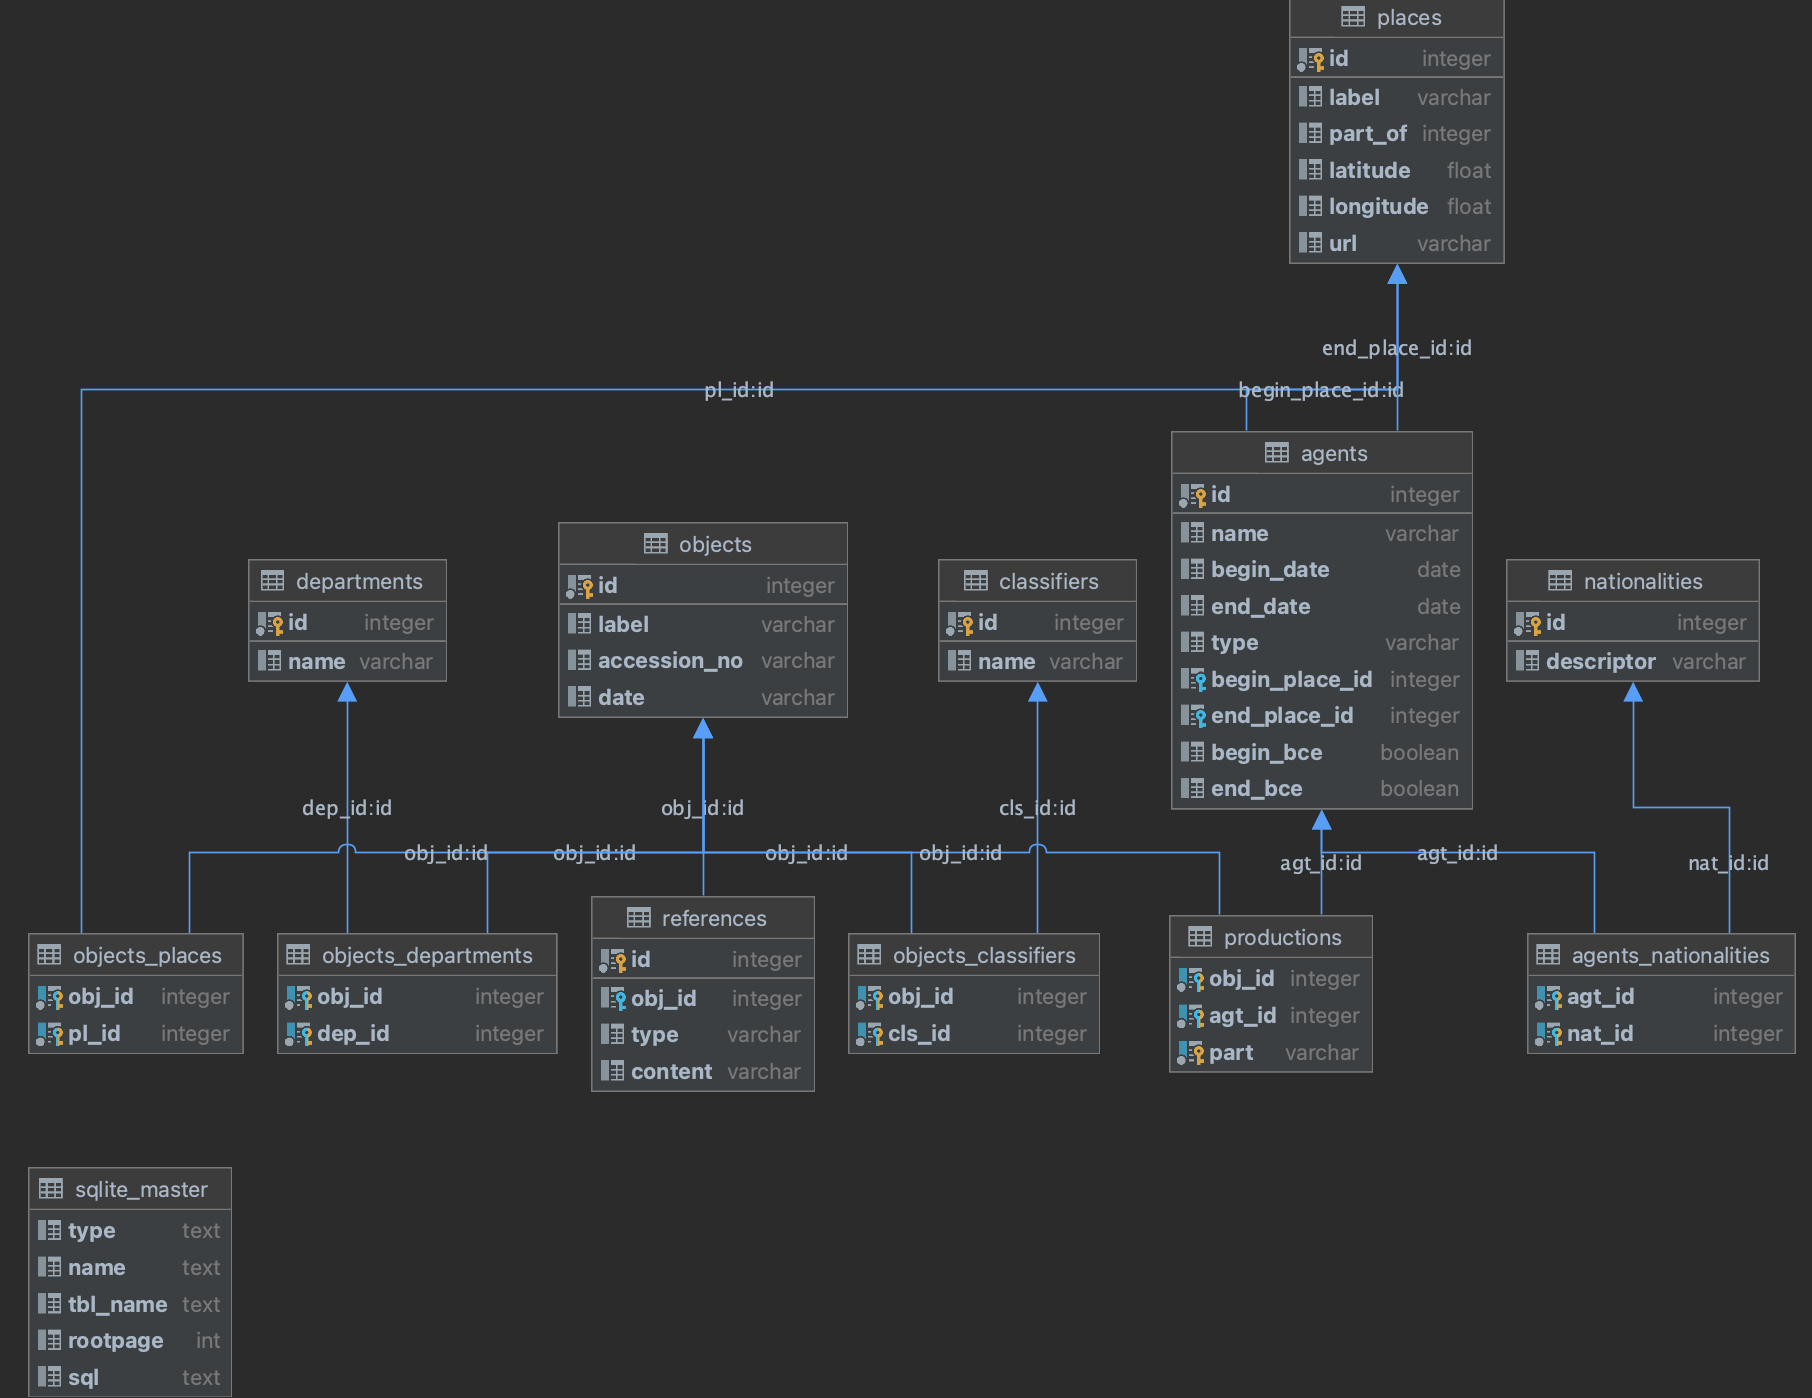 places
id integer
label varchar
part_of integer
latitude float
longitude float
url varchar
end_place_id:id
pl_id:id
begin_place_id:id
agents
id integer
name varchar
begin_date date
end_date date
type varchar
begin_place_id integer
end_place_id integer
begin_bce boolean
end_bce boolean
objects
id integer
label varchar
accession_no varchar
date varchar
departments
id integer
name varchar
classifiers
id integer
name varchar
nationalities
id integer
descriptor varchar
dep_id:id
obj_id:id
cls_id:id
obj_id:id
obj_id:id
obj_id:id
obj_id:id
agt_id:id
agt_id:id
nat_id:id
objects_places
obj_id integer
pl_id integer
objects_departments
obj_id integer
dep_id integer
references
id integer
obj_id integer
type varchar
content varchar
objects_classifiers
obj_id integer
cls_id integer
productions
obj_id integer
agt_id integer
part varchar
agents_nationalities
agt_id integer
nat_id integer
sqlite_master
type text
name text
tbl_name text
rootpage int
sql text